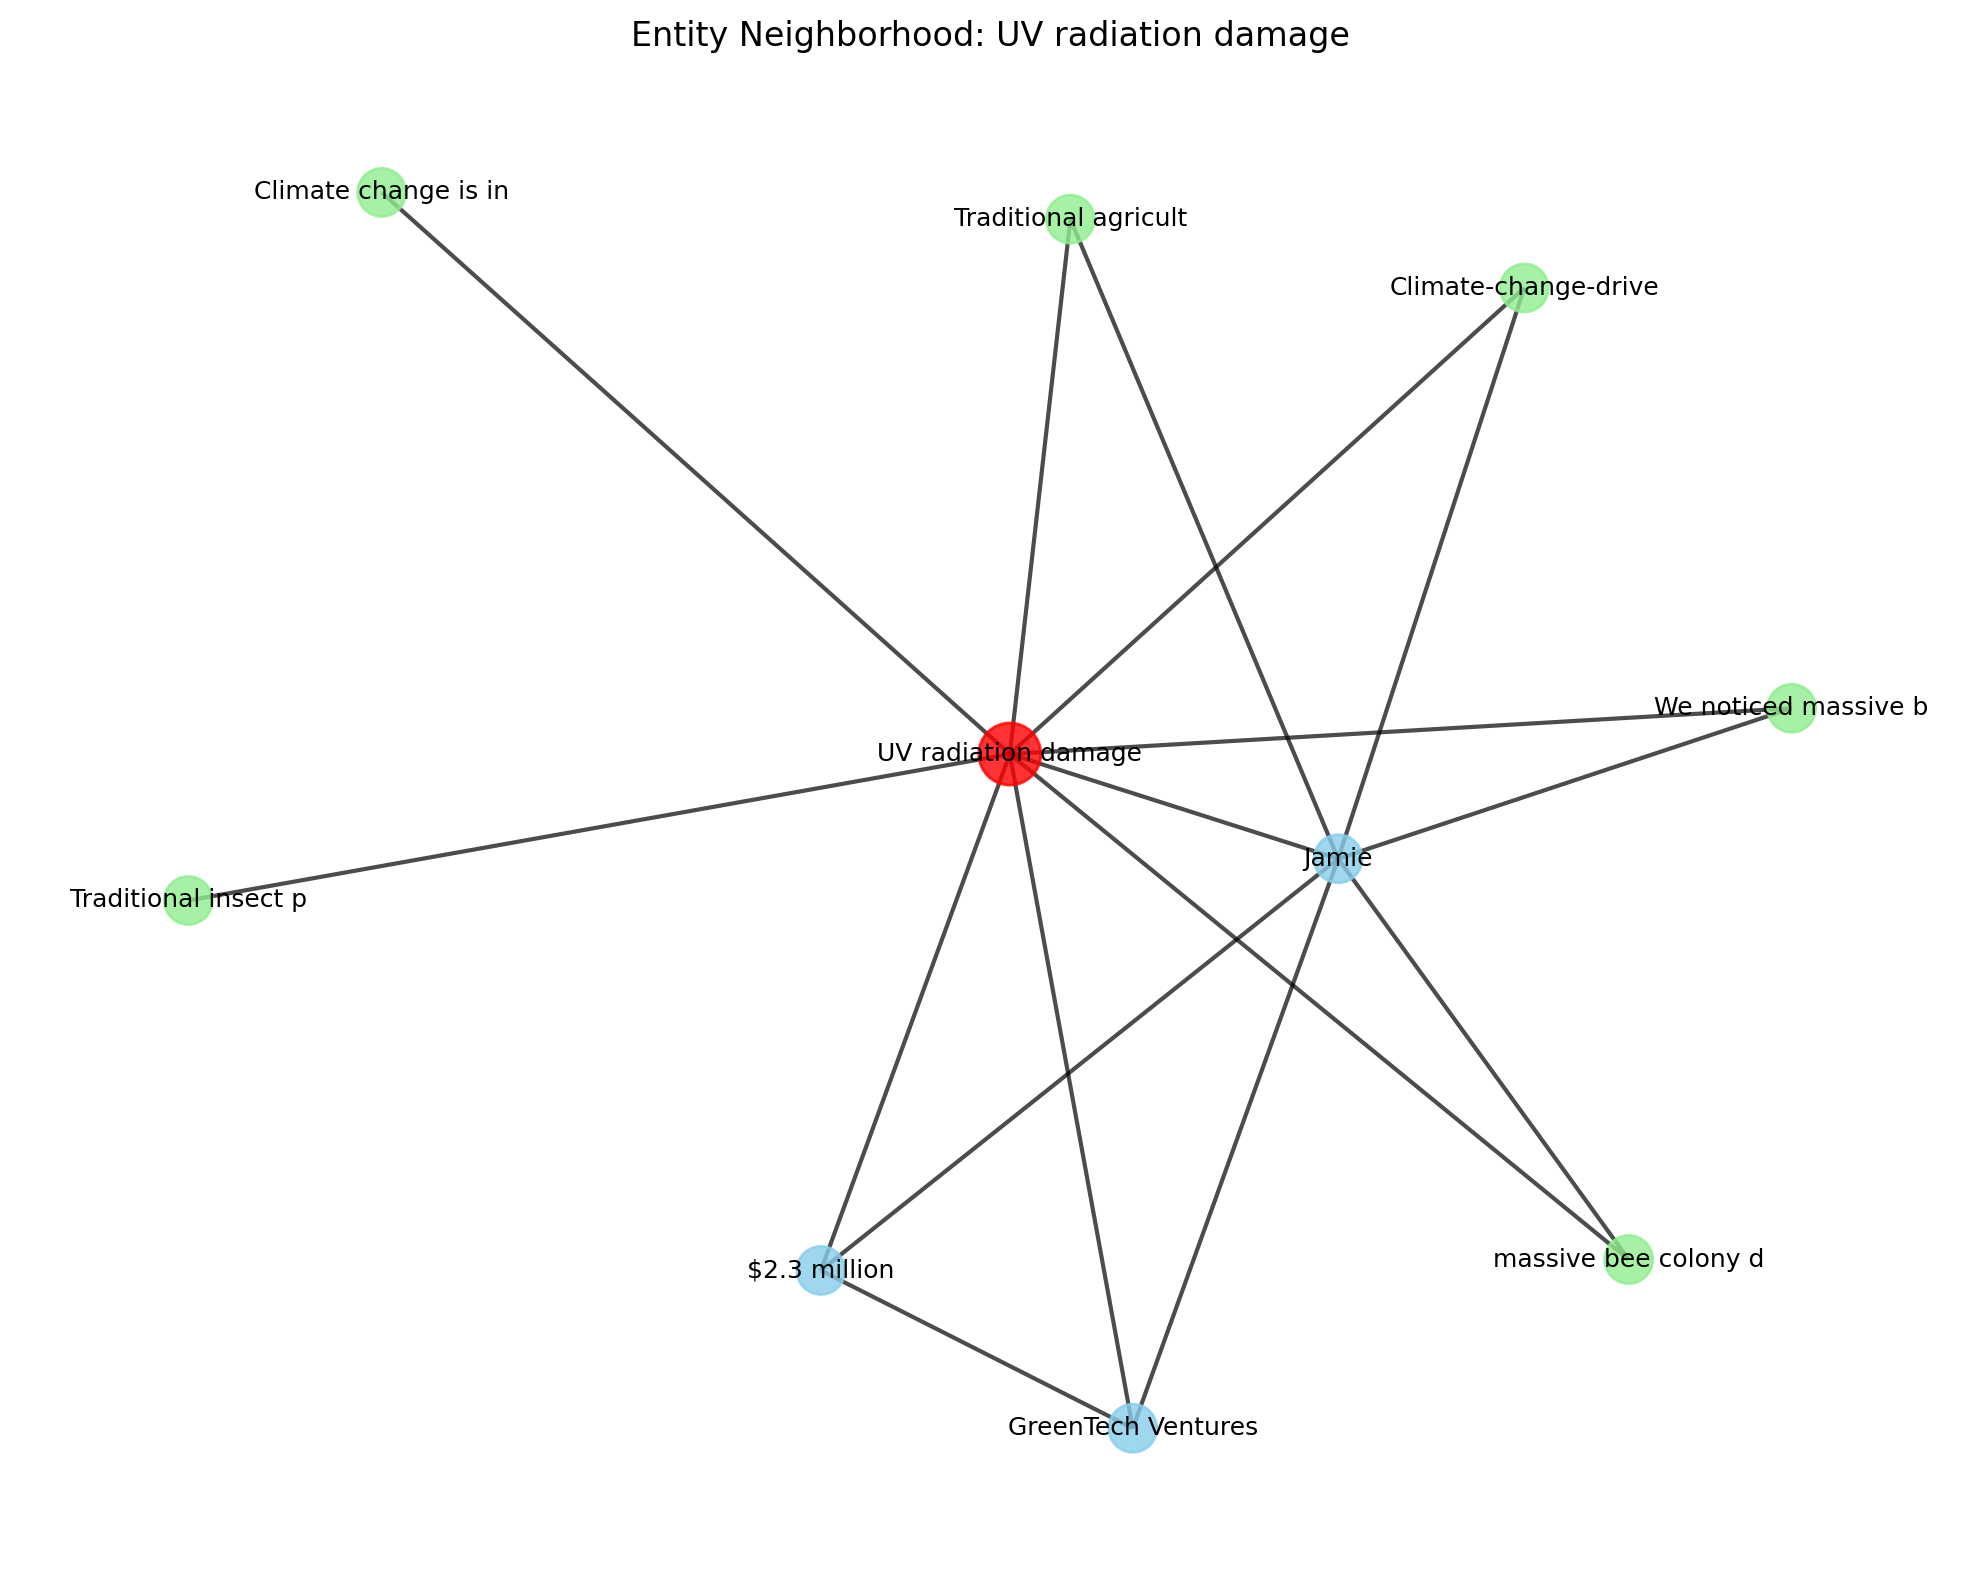 Entity Neighborhood: UV radiation damage
Climate change is in
Traditional agricult
Climate-change-drive
We noticed massive b
UV radiation damage
Jamie
Traditional insect p
$2.3 million
massive bee colony d
GreenTech Ventures